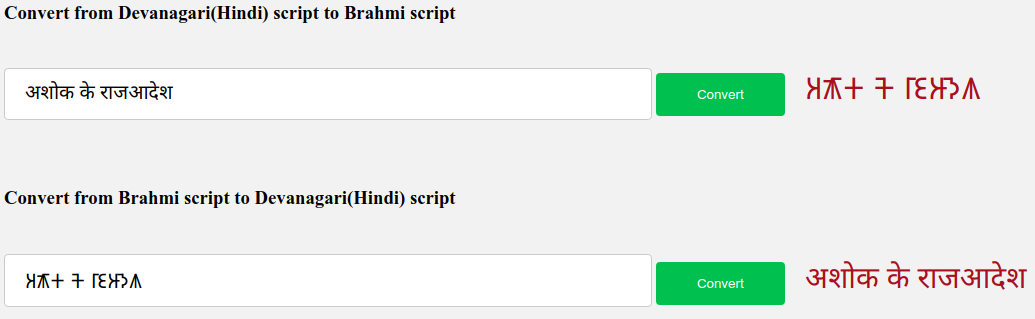 Convert from Devanagari(Hindi) script to Brahmi script
अशोक के राजआदेश Convert 𑀅𑀰𑁄𑀓 𑀓𑁂 𑀭𑀸𑀚𑀆𑀤𑁂𑀰
Convert from Brahmi script to Devanagari(Hindi) script
𑀅𑀰𑁄𑀓 𑀓𑁂 𑀭𑀸𑀚𑀆𑀤𑁂𑀰 Convert अशोक के राजआदेश